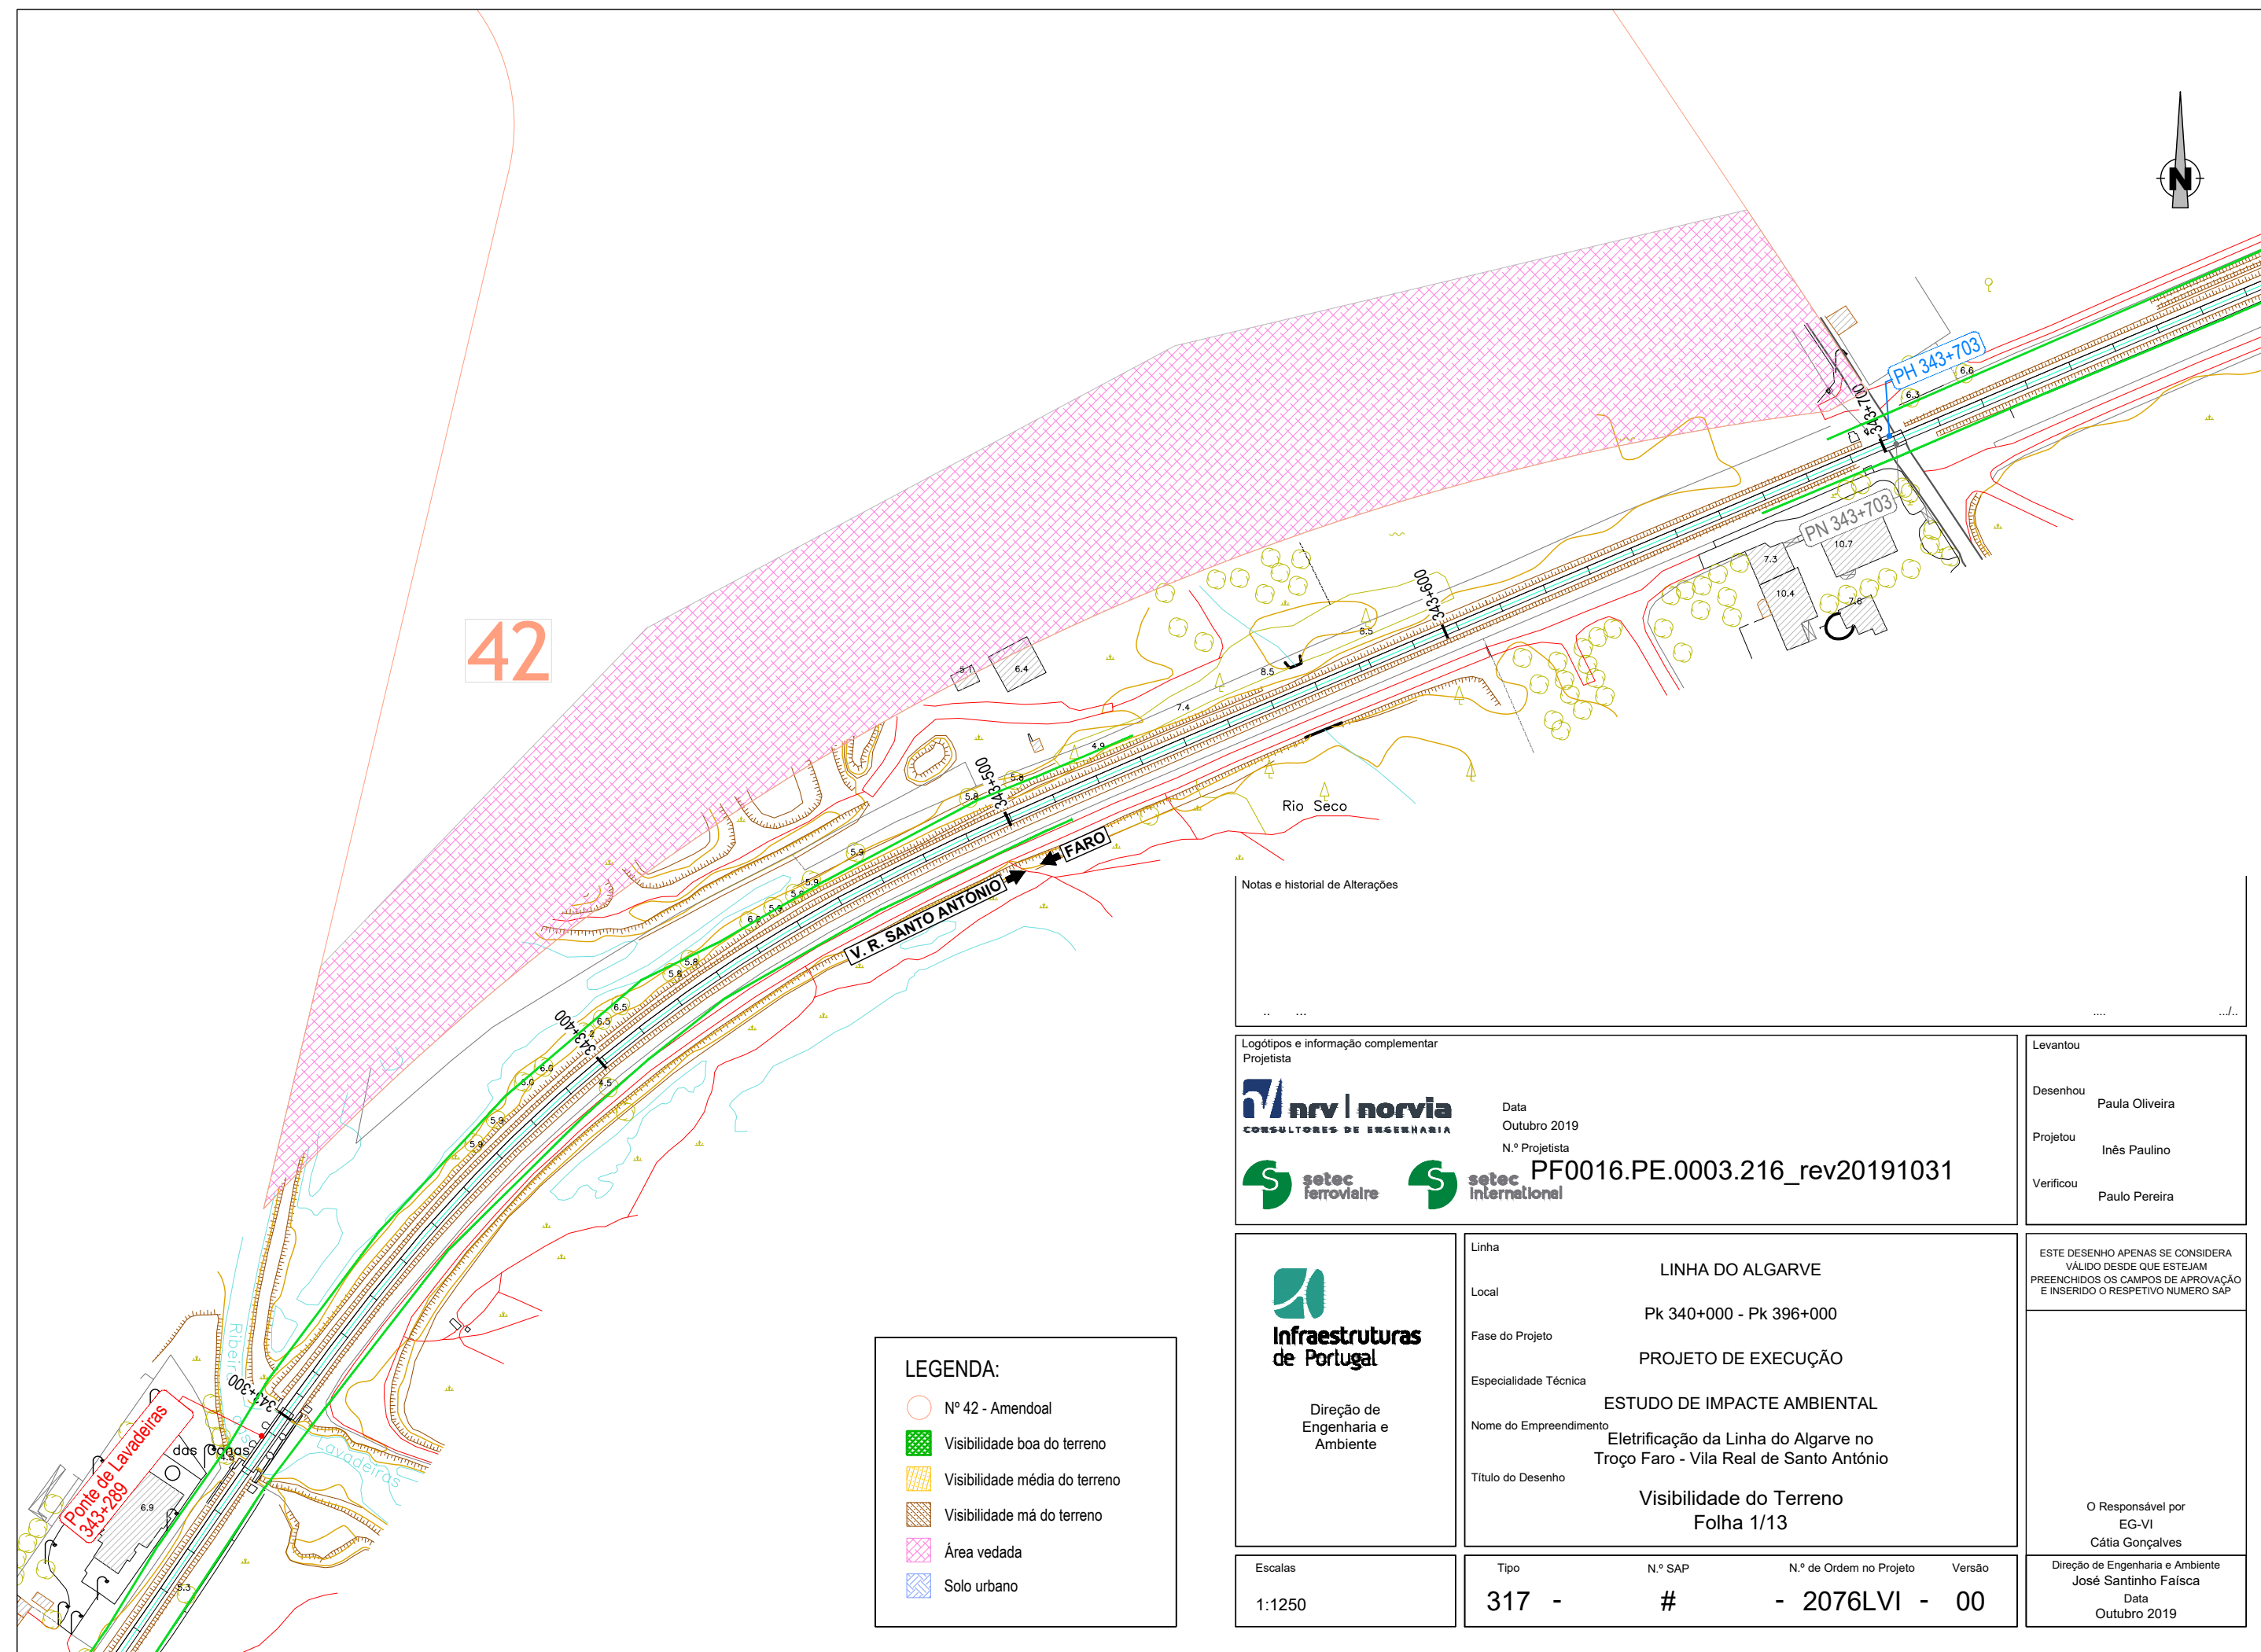 42
N
PH 343+703
6.6
6.3
343+700
PN 343+703
10.7
7.3
10.4
7.6
343+600
8.5
8.5
7.4
4.9
5.1
6.4
343+500
5.8
5.8
Rio Seco
FARO
V. R. SANTO ANTÓNIO
5.9
5.9
5.9
5.9
6.0
5.8
5.8
6.5
6.5
343+400
6.0
6.0
4.5
5.9
5.9
Ribeira
das
Lavadeiras
343+300
das Canas
4.6
Ponte de Lavadeiras
343+289
6.9
5.3
LEGENDA:
Nº 42 - Amendoal
Visibilidade boa do terreno
Visibilidade média do terreno
Visibilidade má do terreno
Área vedada
Solo urbano
Notas e historial de Alterações
.. ... .... .../..
Logótipos e informação complementar
Projetista
nrv | norvia
CONSULTORES DE ENGENHARIA
setec
ferroviaire
setec
international
Data
Outubro 2019
N.º Projetista
PF0016.PE.0003.216_rev20191031
Levantou
Desenhou
Paula Oliveira
Projetou
Inês Paulino
Verificou
Paulo Pereira
Infraestruturas
de Portugal
Direção de
Engenharia e
Ambiente
Linha
LINHA DO ALGARVE
Local
Pk 340+000 - Pk 396+000
Fase do Projeto
PROJETO DE EXECUÇÃO
Especialidade Técnica
ESTUDO DE IMPACTE AMBIENTAL
Nome do Empreendimento
Eletrificação da Linha do Algarve no
Troço Faro - Vila Real de Santo António
Título do Desenho
Visibilidade do Terreno
Folha 1/13
ESTE DESENHO APENAS SE CONSIDERA
VÁLIDO DESDE QUE ESTEJAM
PREENCHIDOS OS CAMPOS DE APROVAÇÃO
E INSERIDO O RESPETIVO NUMERO SAP
O Responsável por
EG-VI
Cátia Gonçalves
Escalas
1:1250
Tipo N.º SAP N.º de Ordem no Projeto Versão
317 - # - 2076LVI - 00
Direção de Engenharia e Ambiente
José Santinho Faísca
Data
Outubro 2019